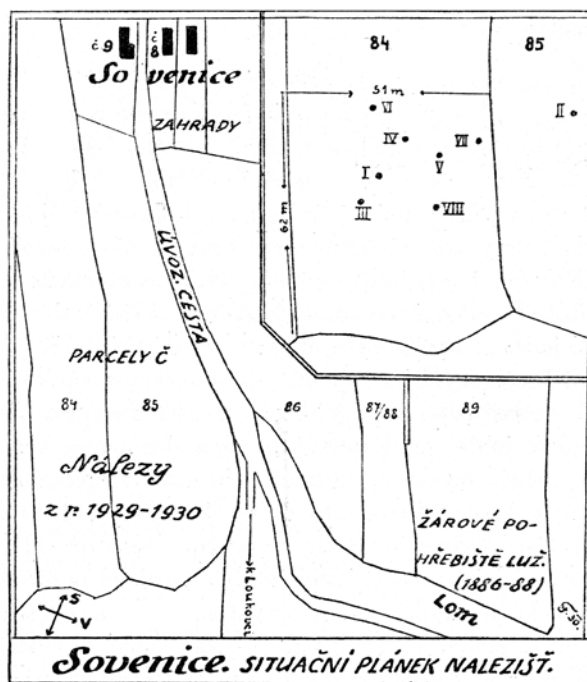 č 9
č 8
Sovenice
ZAHRADY
84
85
51 m
62 m
VI
II
IV
VII
V
I
III
VIII
ÚVOZ. CESTA
PARCELY Č
84
85
86
87/88
89
Nálezy
z r. 1929-1930
ŽÁROVÉ PO-
HŘEBIŠTĚ LUŽ.
(1886-88)
LOM
S
V
Sovenice. SITUAČNÍ PLÁNEK NALEZIŠŤ.